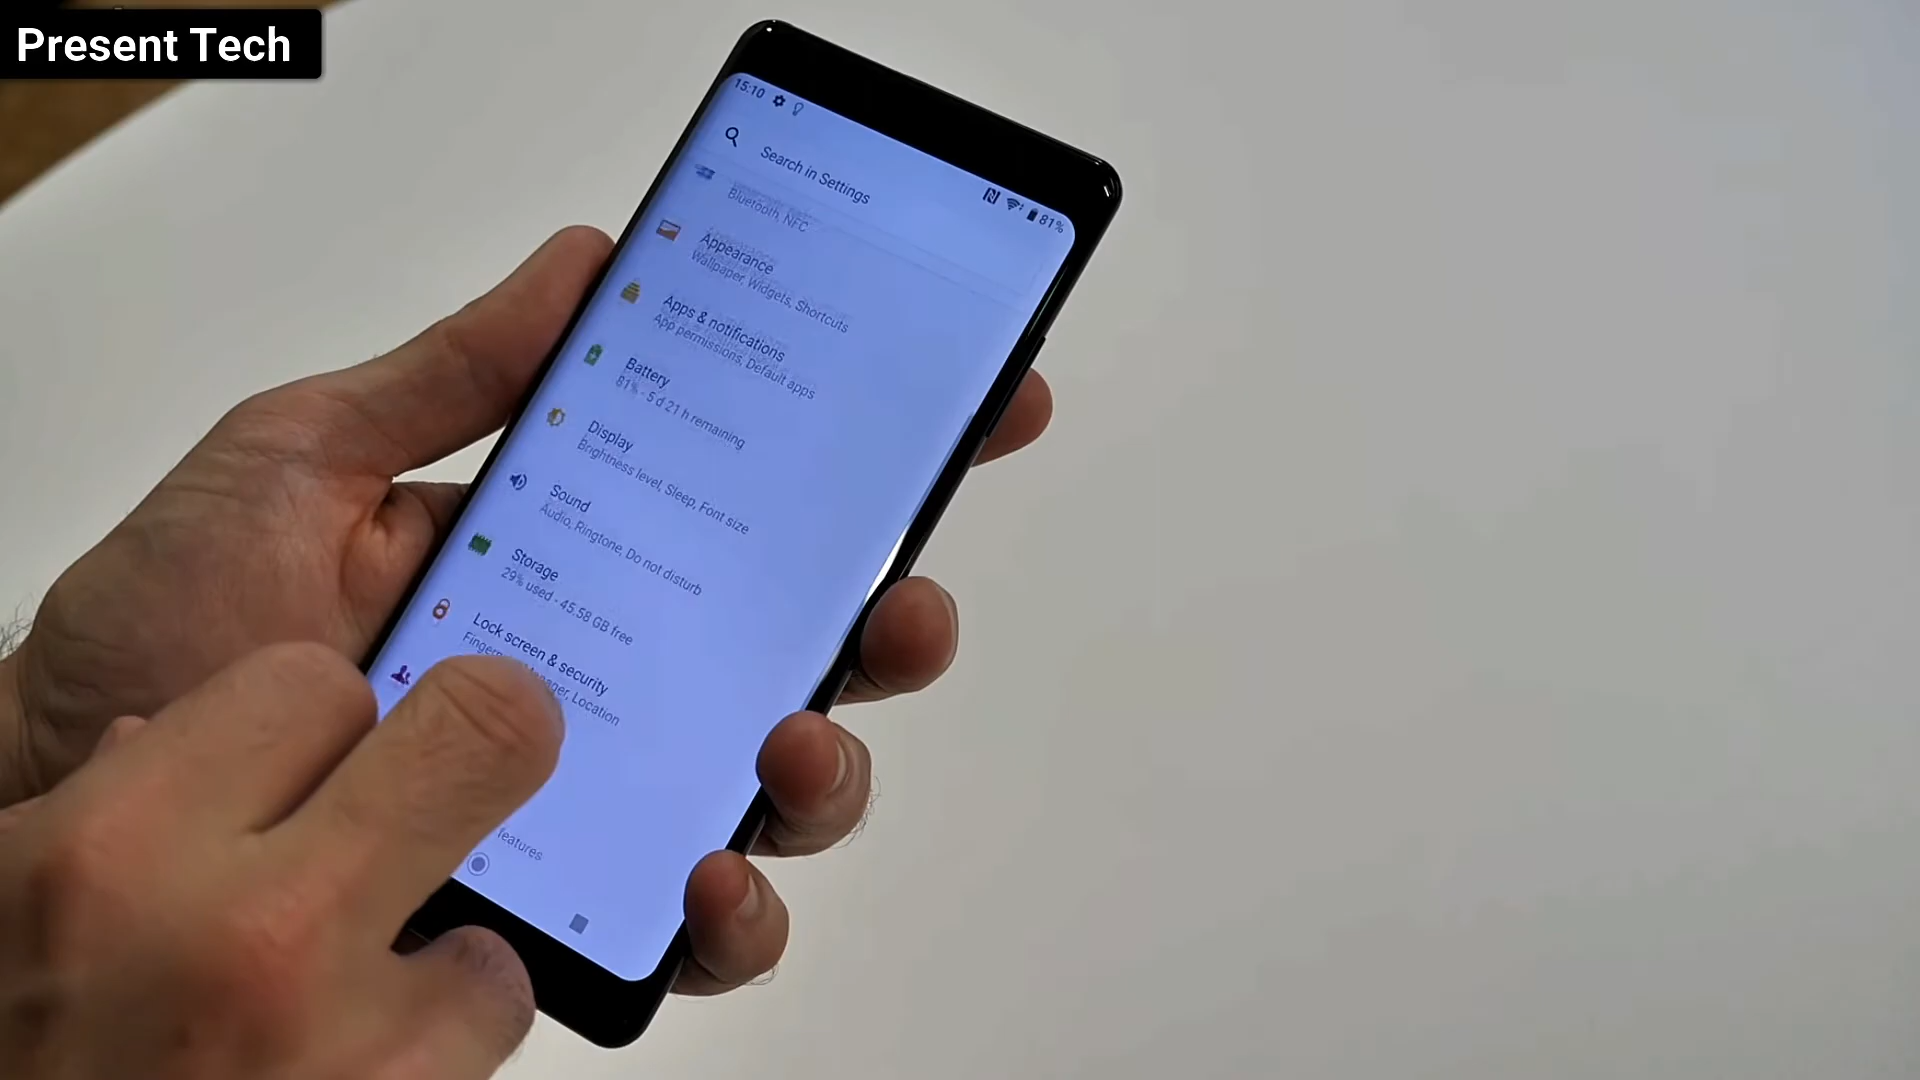 Present Tech
15:10
81%
Search in Settings
Bluetooth, NFC
Appearance
Wallpaper, Widgets, Shortcuts
Apps & notifications
App permissions, Default apps
Battery
81% - 5 d 21 h remaining
Display
Brightness level, Sleep, Font size
Sound
Audio, Ringtone, Do not disturb
Storage
29% used - 45.58 GB free
Lock screen & security
Location
features